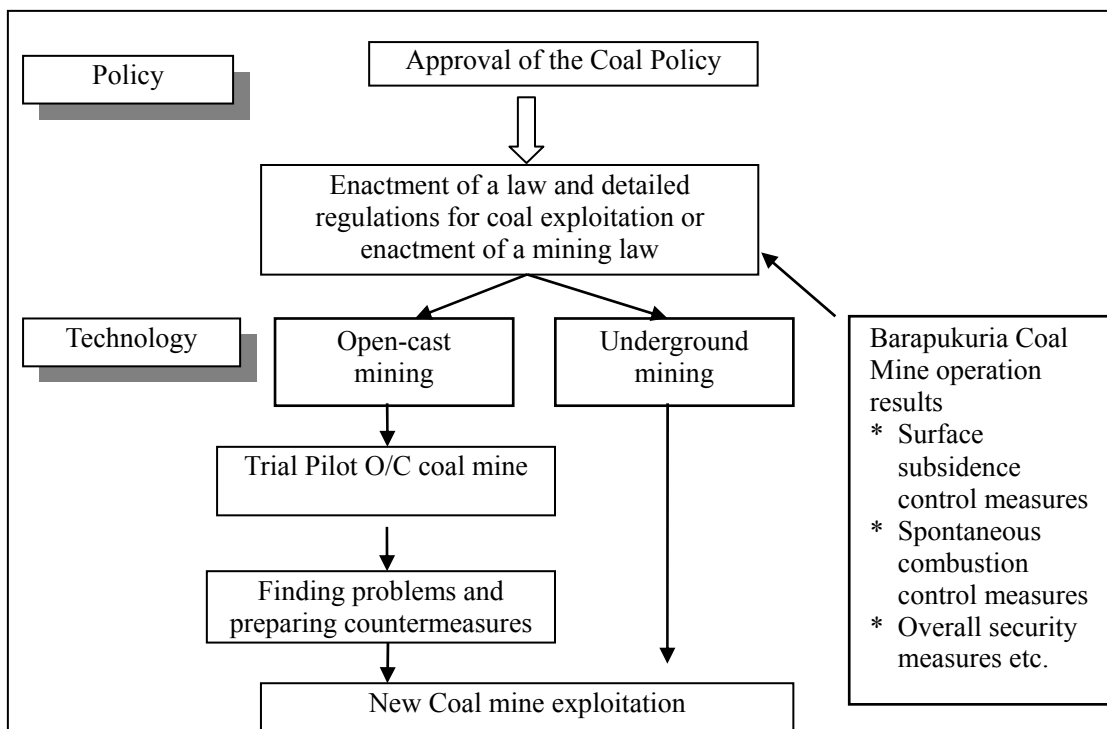 Policy
Approval of the Coal Policy
Enactment of a law and detailed
regulations for coal exploitation or
enactment of a mining law
Technology
Open-cast
mining
Underground
mining
Barapukuria Coal
Mine operation
results
* Surface
subsidence
control measures
* Spontaneous
combustion
control measures
* Overall security
measures etc.
Trial Pilot O/C coal mine
Finding problems and
preparing countermeasures
New Coal mine exploitation